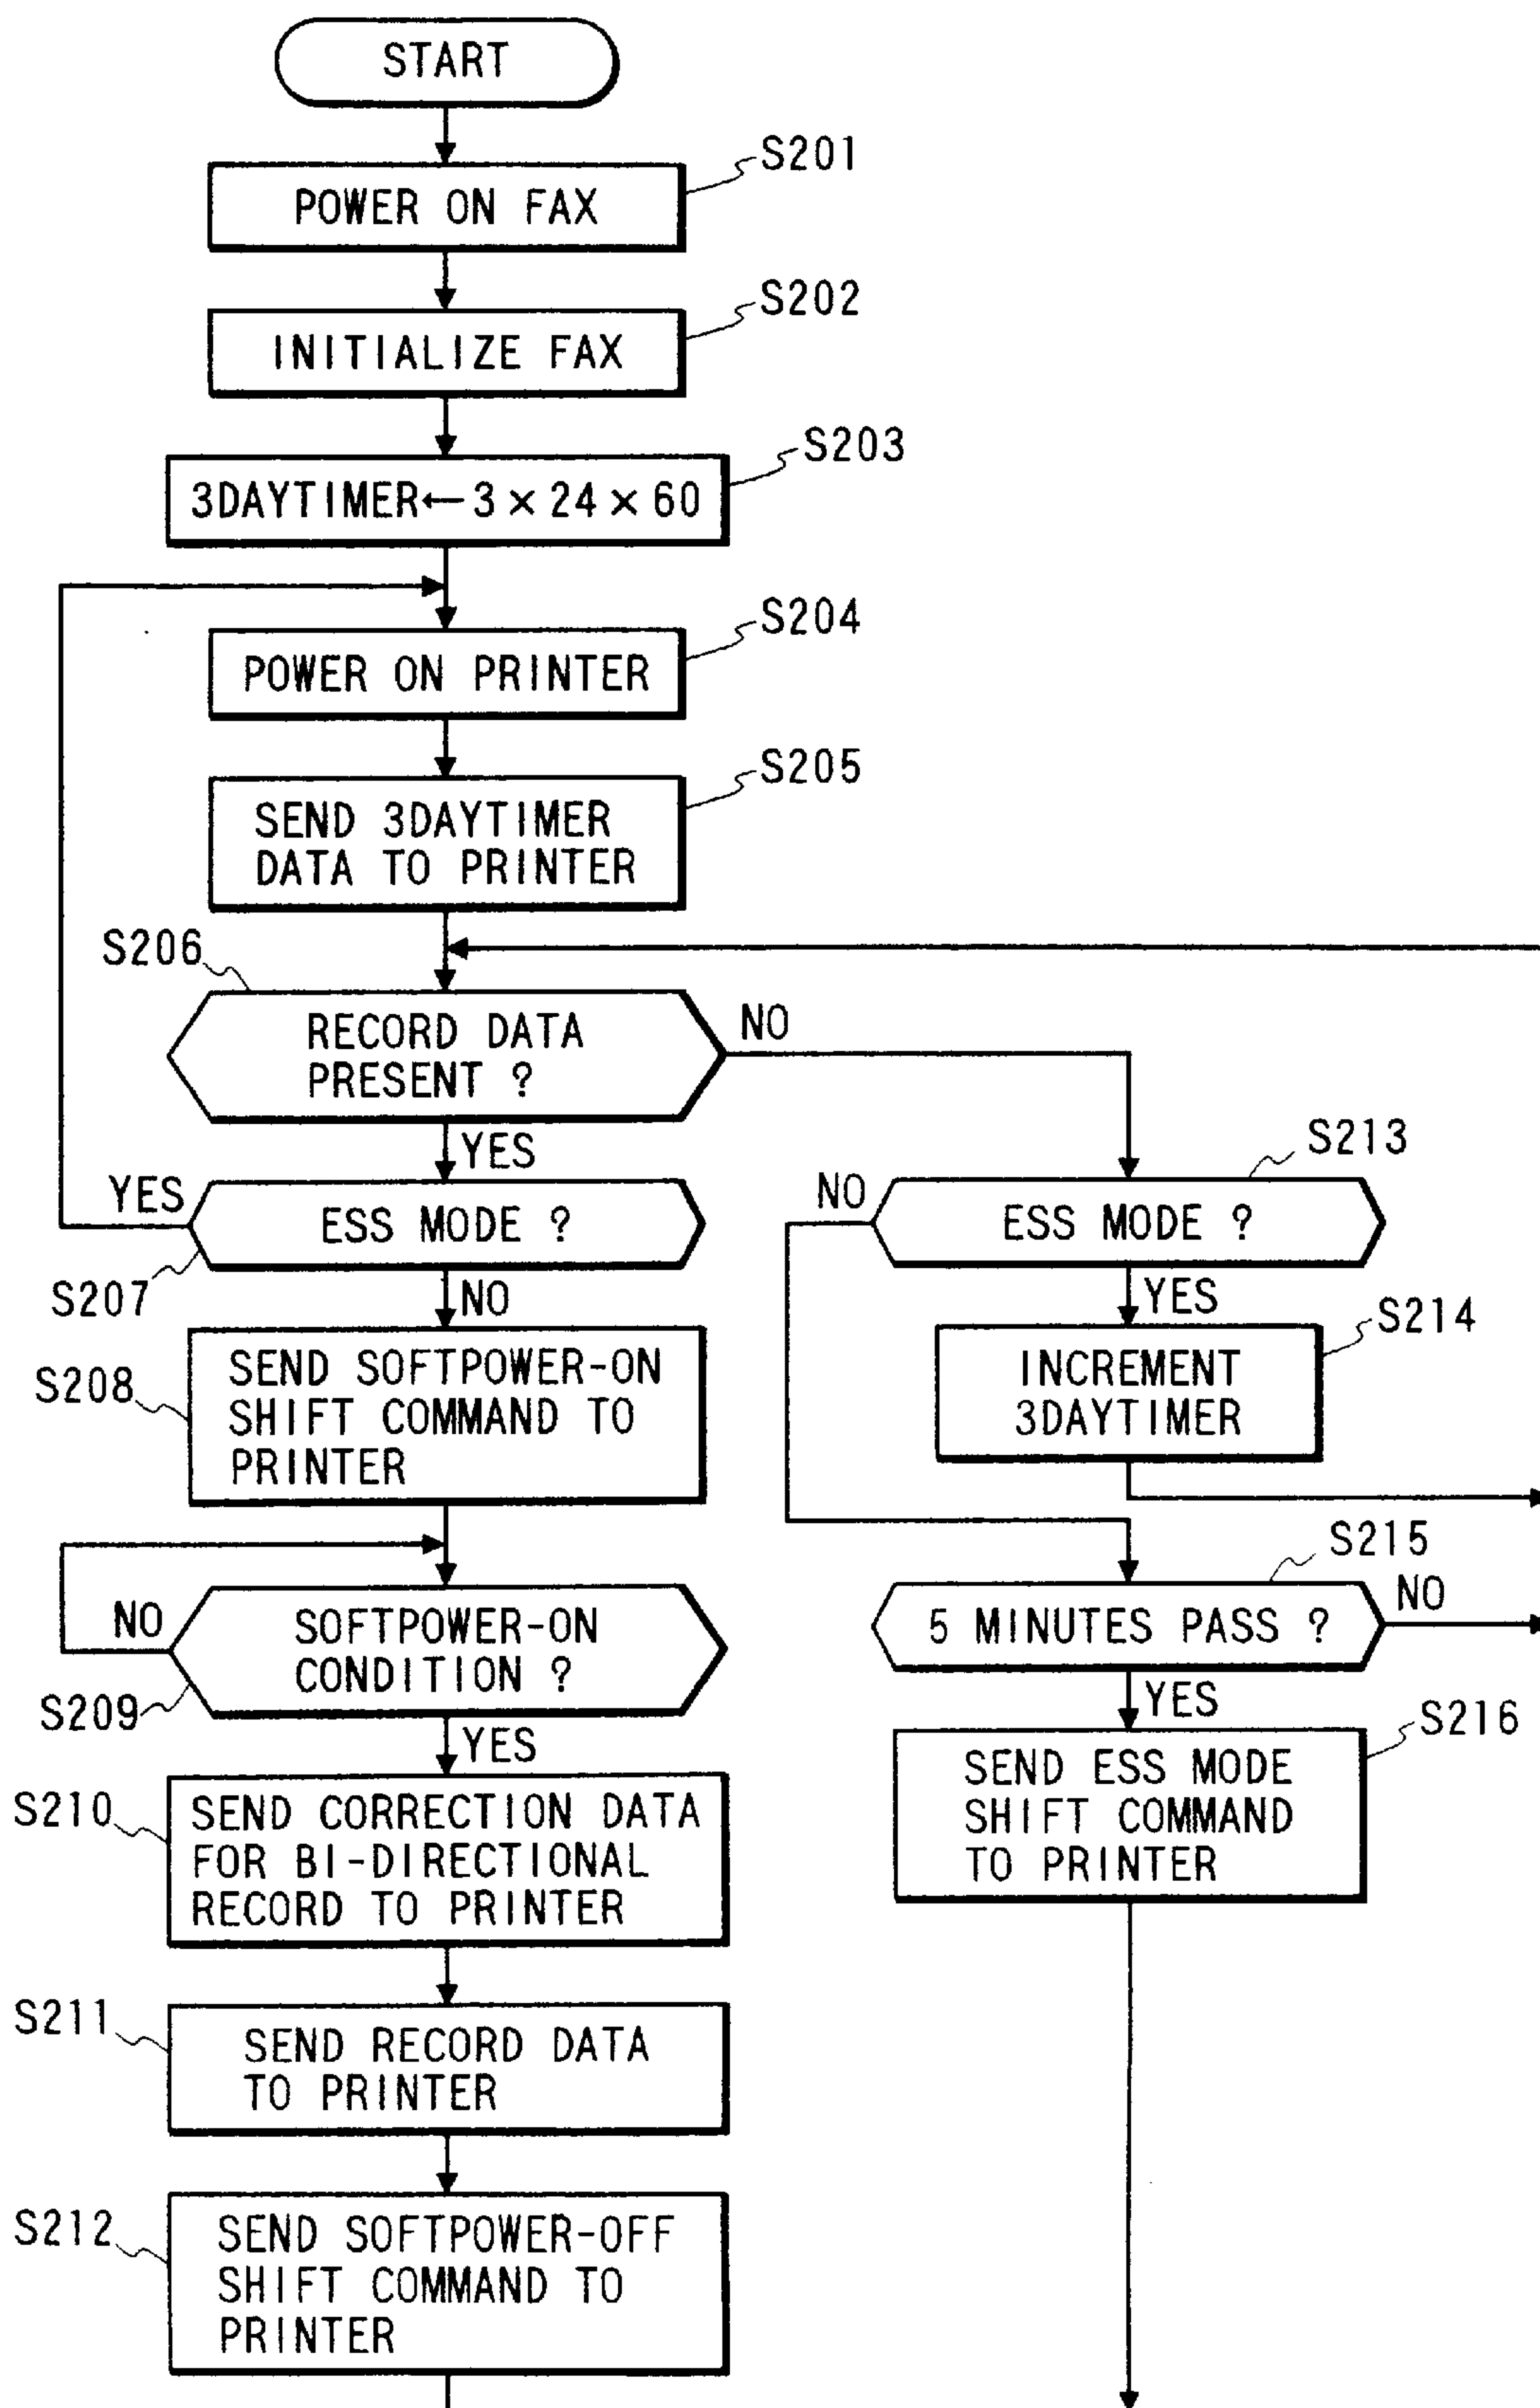 START
S201
POWER ON FAX
S202
INITIALIZE FAX
S203
3DAYTIMER←3×24×60
S204
POWER ON PRINTER
S205
SEND 3DAYTIMER
DATA TO PRINTER
S206
RECORD DATA
PRESENT ?
NO
YES
YES
ESS MODE ?
S207
NO
S208
SEND SOFTPOWER-ON
SHIFT COMMAND TO
PRINTER
NO
SOFTPOWER-ON
CONDITION ?
S209
YES
S210
SEND CORRECTION DATA
FOR BI-DIRECTIONAL
RECORD TO PRINTER
S211
SEND RECORD DATA
TO PRINTER
S212
SEND SOFTPOWER-OFF
SHIFT COMMAND TO
PRINTER
S213
NO
ESS MODE ?
YES
S214
INCREMENT
3DAYTIMER
S215
5 MINUTES PASS ?
NO
YES
S216
SEND ESS MODE
SHIFT COMMAND
TO PRINTER